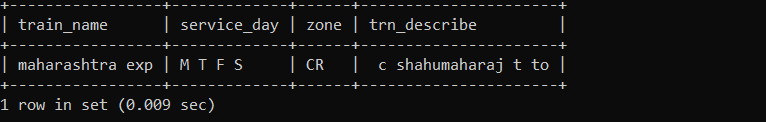 +-----------------+-------------+------+----------------------+
| train_name      | service_day | zone | trn_describe         |
+-----------------+-------------+------+----------------------+
| maharashtra exp | M T F S     | CR   |  c shahumaharaj t to |
+-----------------+-------------+------+----------------------+
1 row in set (0.009 sec)